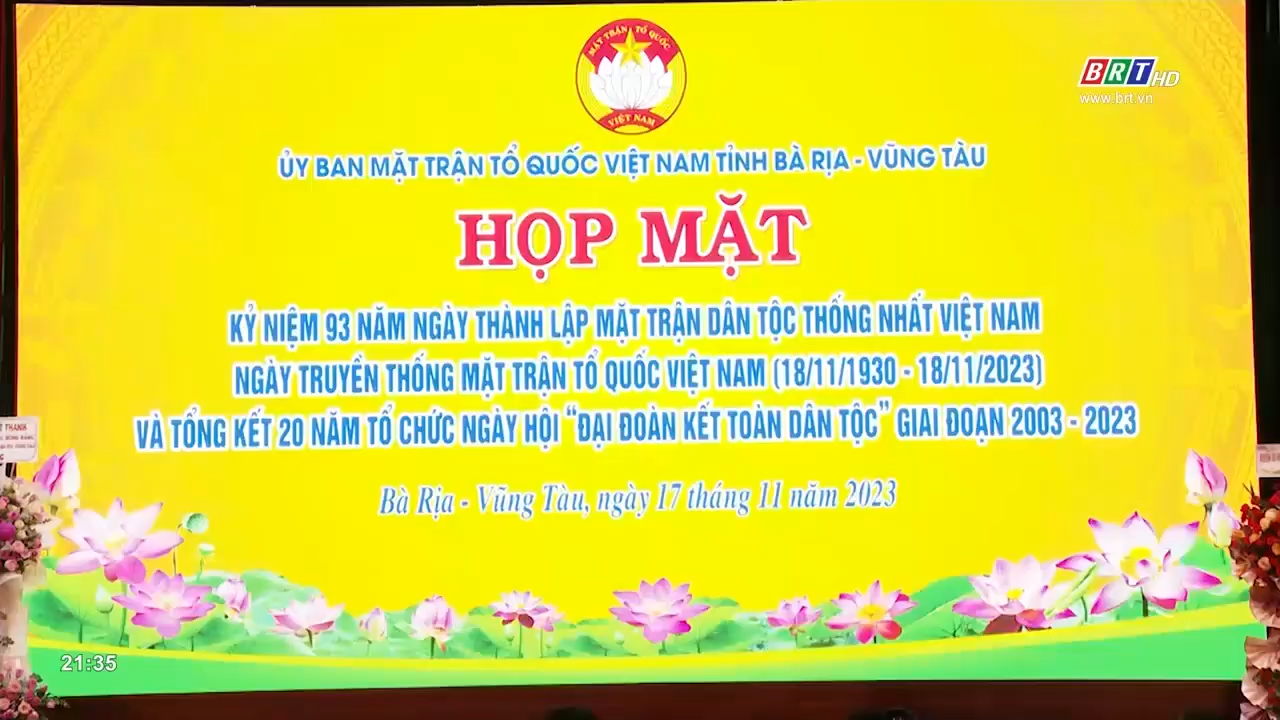 MẶT TRẬN TỔ QUỐC
VIỆT NAM
BRT HD
www.brt.vn
ỦY BAN MẶT TRẬN TỔ QUỐC VIỆT NAM TỈNH BÀ RỊA - VŨNG TÀU
HỌP MẶT
KỶ NIỆM 93 NĂM NGÀY THÀNH LẬP MẶT TRẬN DÂN TỘC THỐNG NHẤT VIỆT NAM
NGÀY TRUYỀN THỐNG MẶT TRẬN TỔ QUỐC VIỆT NAM (18/11/1930 - 18/11/2023)
VÀ TỔNG KẾT 20 NĂM TỔ CHỨC NGÀY HỘI “ĐẠI ĐOÀN KẾT TOÀN DÂN TỘC” GIAI ĐOẠN 2003 - 2023
Bà Rịa - Vũng Tàu, ngày 17 tháng 11 năm 2023
21:35